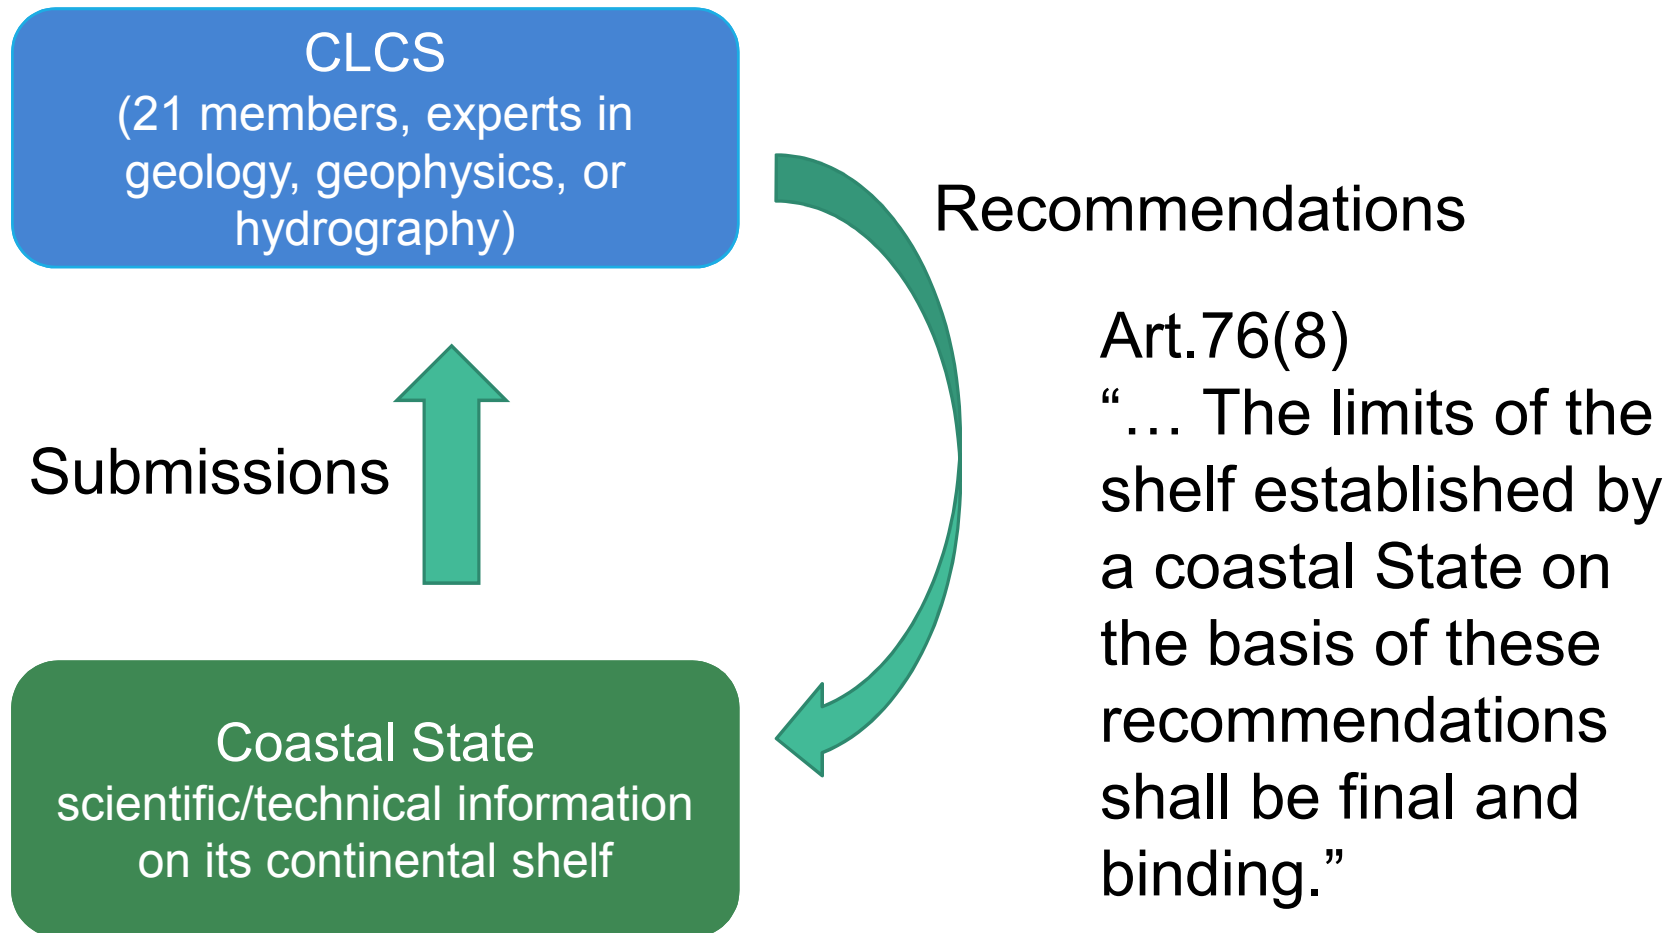 CLCS
(21 members, experts in
geology, geophysics, or
hydrography)
Recommendations
Art.76(8)
“… The limits of the
shelf established by
a coastal State on
the basis of these
recommendations
shall be final and
binding.”
Submissions
Coastal State
scientific/technical information
on its continental shelf